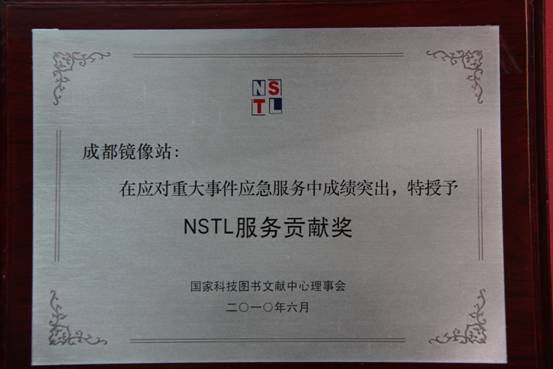 NS
TL
成都镜像站:
在应对重大事件应急服务中成绩突出，特授予
NSTL服务贡献奖
国家科技图书文献中心理事会
二〇一〇年六月